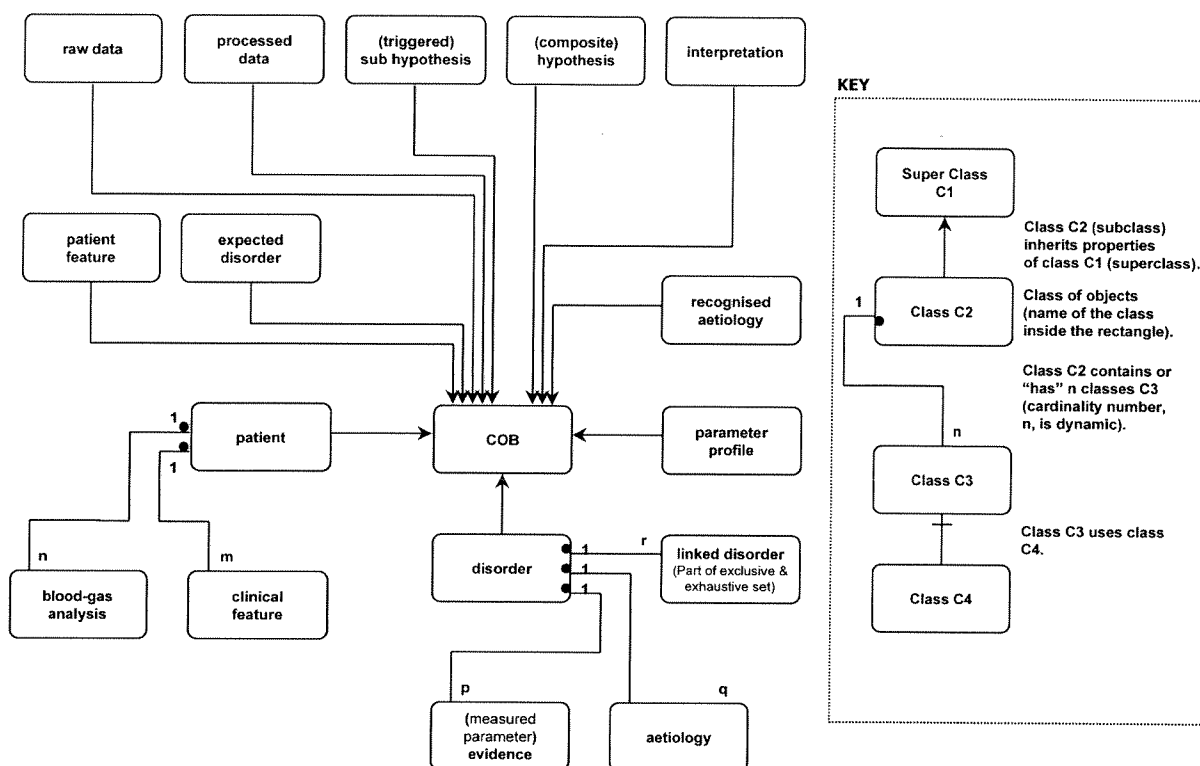 raw data
processed
data
(triggered)
sub hypothesis
(composite)
hypothesis
interpretation
patient
feature
expected
disorder
recognised
aetiology
1
patient
1
COB
parameter
profile
n
blood-gas
analysis
m
clinical
feature
disorder
1
1
1
r
linked disorder
(Part of exclusive &
exhaustive set)
p
(measured
parameter)
evidence
q
aetiology
KEY
Super Class
C1
Class C2 (subclass)
inherits properties
of class C1 (superclass).
1
Class C2
Class of objects
(name of the class
inside the rectangle).
Class C2 contains or
“has” n classes C3
(cardinality number,
n, is dynamic).
n
Class C3
Class C3 uses class
C4.
Class C4